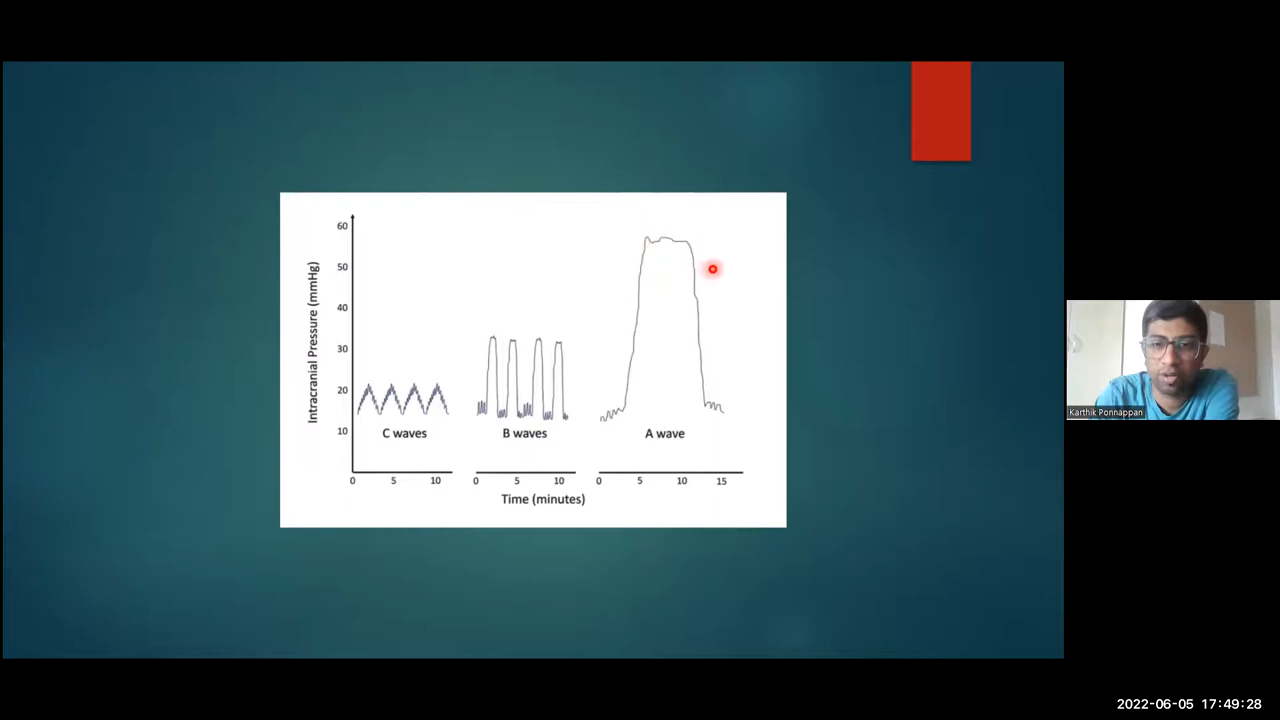 60
50
40
30
20
10
Intracranial Pressure (mmHg)
C waves
B waves
A wave
0 5 10 0 5 10 0 5 10 15
Time (minutes)
Karthik Ponnappan
2022-06-05 17:49:28